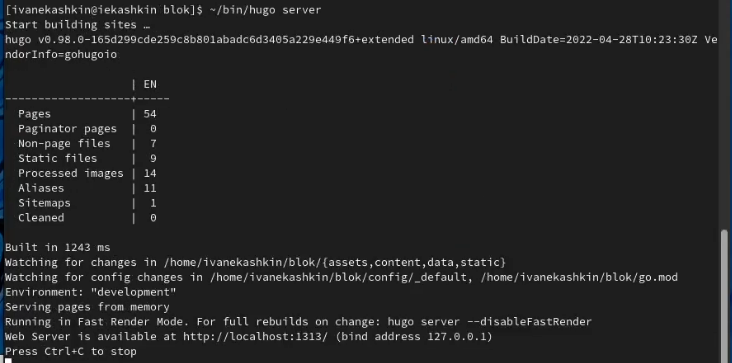 [ivanekashkin@iekashkin blok]$ ~/bin/hugo server
Start building sites …
hugo v0.98.0-165d299cde259c8b801abadc6d3405a229e449f6+extended linux/amd64 BuildDate=2022-04-28T10:23:30Z Ve
ndorInfo=gohugoio
| EN
-------------------+-----
Pages | 54
Paginator pages | 0
Non-page files | 7
Static files | 9
Processed images | 14
Aliases | 11
Sitemaps | 1
Cleaned | 0
Built in 1243 ms
Watching for changes in /home/ivanekashkin/blok/{assets,content,data,static}
Watching for config changes in /home/ivanekashkin/blok/config/_default, /home/ivanekashkin/blok/go.mod
Environment: "development"
Serving pages from memory
Running in Fast Render Mode. For full rebuilds on change: hugo server --disableFastRender
Web Server is available at http://localhost:1313/ (bind address 127.0.0.1)
Press Ctrl+C to stop